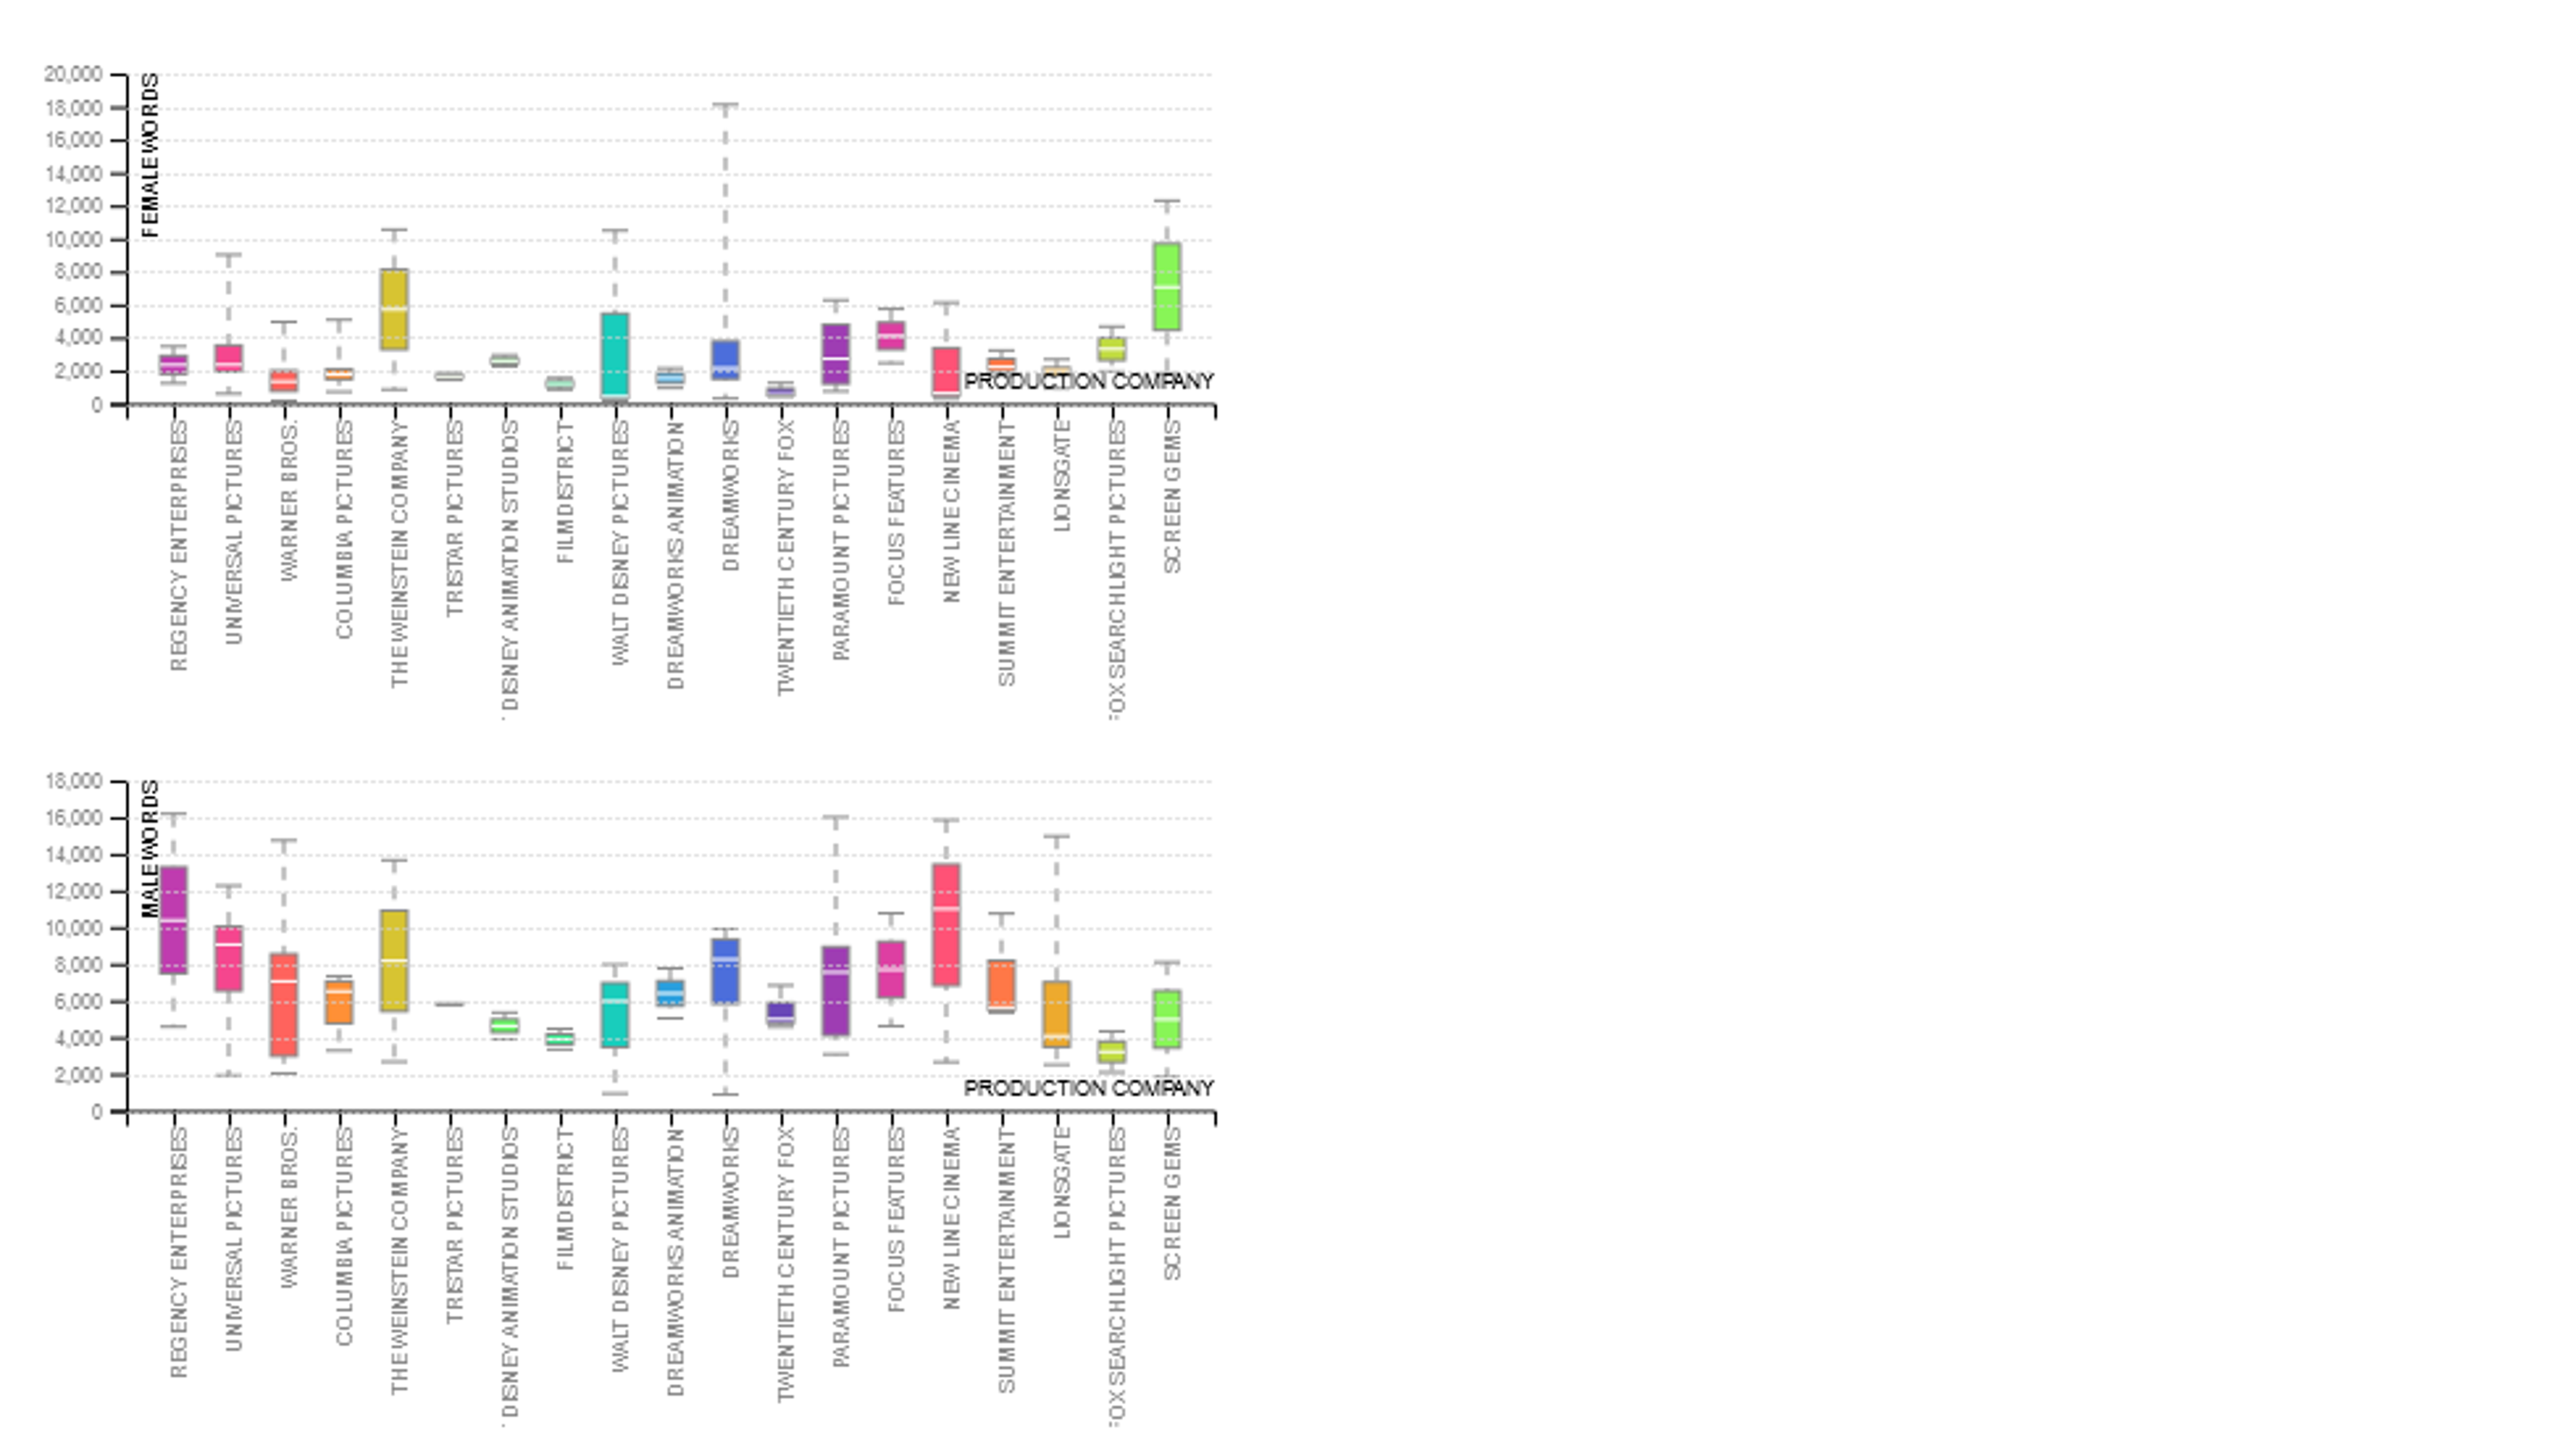 20,000
18,000
16,000
14,000
12,000
10,000
8,000
6,000
4,000
2,000
0
FEMALE WORDS
PRODUCTION COMPANY
REGENCY ENTERPRISES
UNIVERSAL PICTURES
WARNER BROS.
COLUMBIA PICTURES
THE WEINSTEIN COMPANY
TRISTAR PICTURES
DISNEY ANIMATION STUDIOS
FILMDISTRICT
WALT DISNEY PICTURES
DREAMWORKS ANIMATION
DREAMWORKS
TWENTIETH CENTURY FOX
PARAMOUNT PICTURES
FOCUS FEATURES
NEW LINE CINEMA
SUMMIT ENTERTAINMENT
LIONSGATE
FOX SEARCHLIGHT PICTURES
SCREEN GEMS
18,000
16,000
14,000
12,000
10,000
8,000
6,000
4,000
2,000
0
MALE WORDS
PRODUCTION COMPANY
REGENCY ENTERPRISES
UNIVERSAL PICTURES
WARNER BROS.
COLUMBIA PICTURES
THE WEINSTEIN COMPANY
TRISTAR PICTURES
DISNEY ANIMATION STUDIOS
FILMDISTRICT
WALT DISNEY PICTURES
DREAMWORKS ANIMATION
DREAMWORKS
TWENTIETH CENTURY FOX
PARAMOUNT PICTURES
FOCUS FEATURES
NEW LINE CINEMA
SUMMIT ENTERTAINMENT
LIONSGATE
FOX SEARCHLIGHT PICTURES
SCREEN GEMS